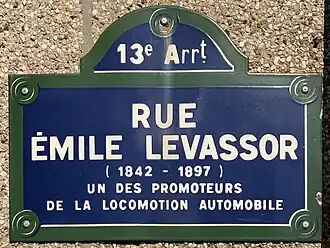 13e Arrt
RUE
ÉMILE LEVASSOR
( 1842 - 1897 )
UN DES PROMOTEURS
DE LA LOCOMOTION AUTOMOBILE